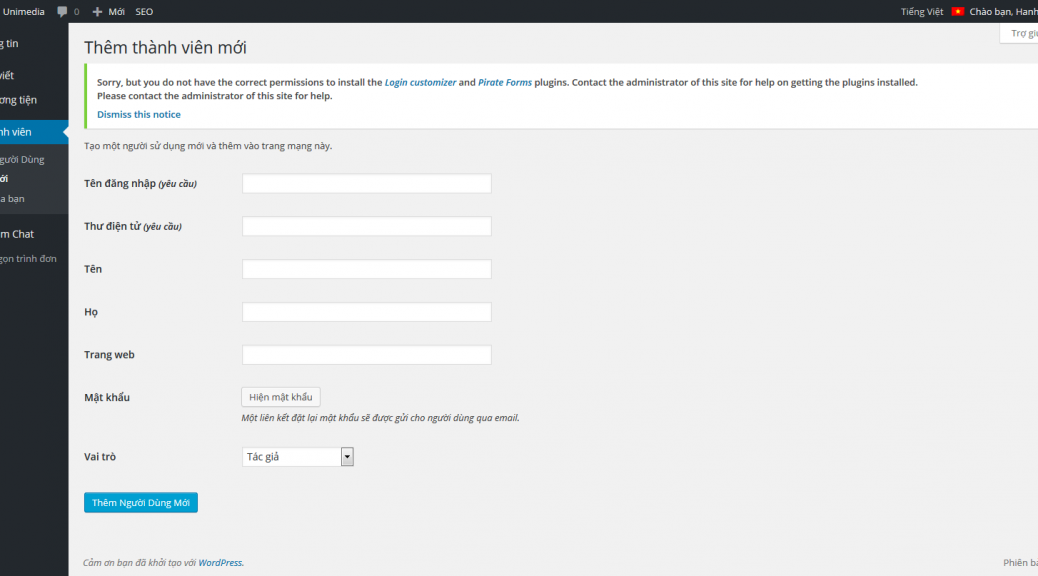 Unimedia 0 Mới SEO Tiếng Việt Chào bạn, Hanh
Trợ gi
g tin
iết
ơng tiện
nh viên
gười Dùng
ới
a bạn
m Chat
gọn trình đơn
Thêm thành viên mới
Sorry, but you do not have the correct permissions to install the Login customizer and Pirate Forms plugins. Contact the administrator of this site for help on getting the plugins installed.
Please contact the administrator of this site for help.
Dismiss this notice
Tạo một người sử dụng mới và thêm vào trang mạng này.
Tên đăng nhập (yêu cầu)
Thư điện tử (yêu cầu)
Tên
Họ
Trang web
Mật khẩu Hiện mật khẩu
Một liên kết đặt lại mật khẩu sẽ được gửi cho người dùng qua email.
Vai trò Tác giả
Thêm Người Dùng Mới
Cảm ơn bạn đã khởi tạo với WordPress. Phiên bả